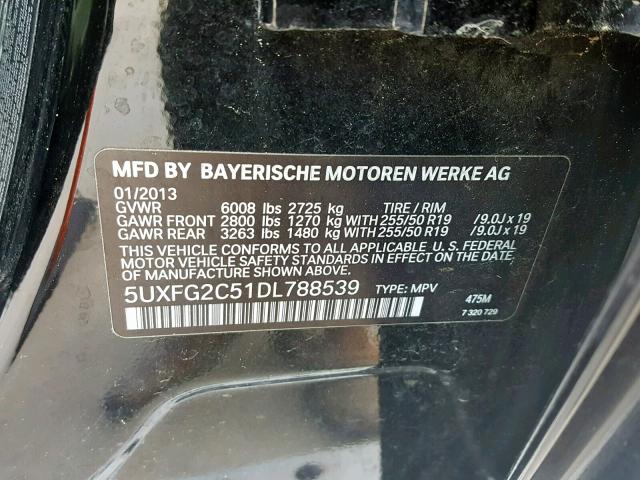 MFD BY BAYERISCHE MOTOREN WERKE AG
01/2013
GVWR 6008 lbs 2725 kg TIRE / RIM
GAWR FRONT 2800 lbs 1270 kg WITH 255/50 R19 /9.0J x 19
GAWR REAR 3263 lbs 1480 kg WITH 255/50 R19 /9.0J x 19
THIS VEHICLE CONFORMS TO ALL APPLICABLE U. S. FEDERAL
MOTOR VEHICLE SAFETY STANDARDS IN EFFECT ON THE
DATE OF MANUFACTURE SHOWN ABOVE.
5UXFG2C51DL788539 TYPE: MPV 475M
7 320 729